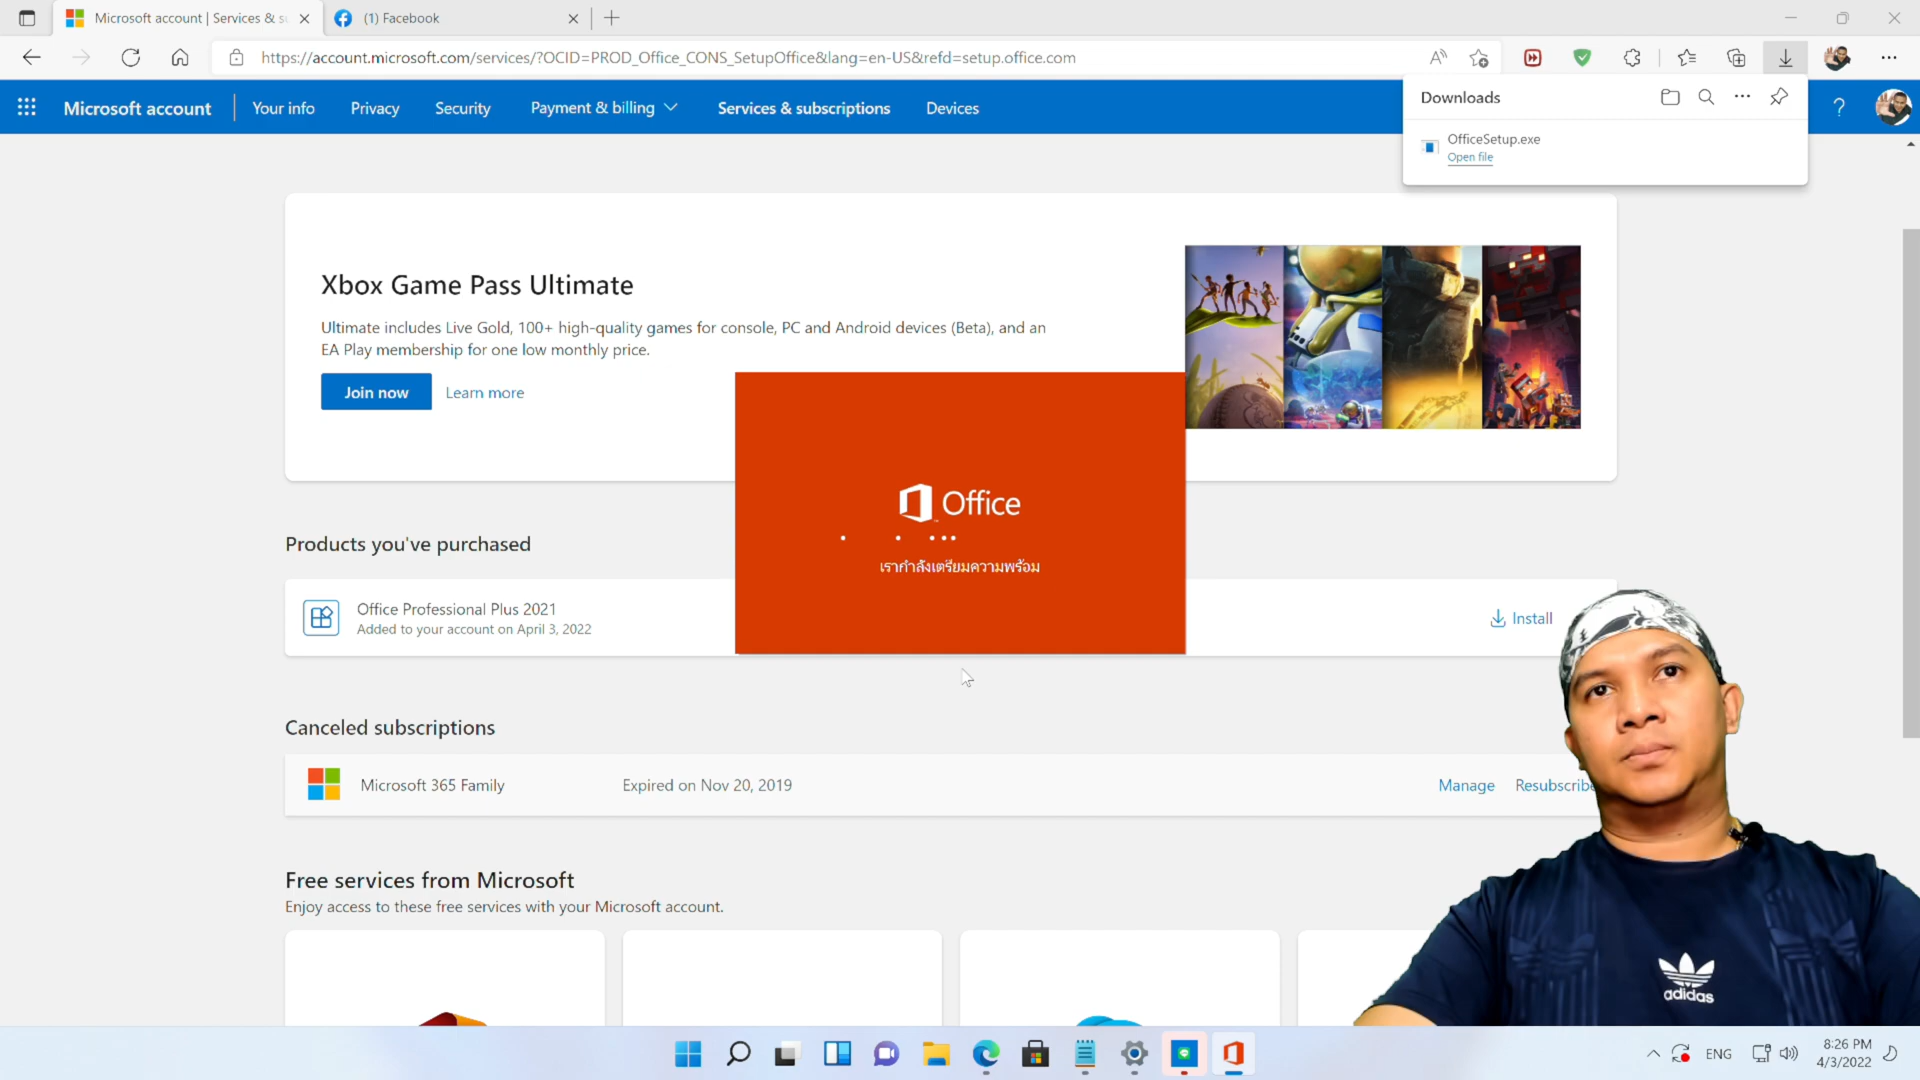 Microsoft account | Services & su
(1) Facebook
https://account.microsoft.com/services/?OCID=PROD_Office_CONS_SetupOffice&lang=en-US&refd=setup.office.com
Microsoft account
Your info
Privacy
Security
Payment & billing
Services & subscriptions
Devices
?
Downloads
OfficeSetup.exe
Open file
Xbox Game Pass Ultimate
Ultimate includes Live Gold, 100+ high-quality games for console, PC and Android devices (Beta), and an
EA Play membership for one low monthly price.
Join now
Learn more
Office
เรากำลังเตรียมความพร้อม
Products you've purchased
Office Professional Plus 2021
Added to your account on April 3, 2022
Install
Canceled subscriptions
Microsoft 365 Family
Expired on Nov 20, 2019
Manage
Resubscribe
Free services from Microsoft
Enjoy access to these free services with your Microsoft account.
adidas
ENG
8:26 PM
4/3/2022